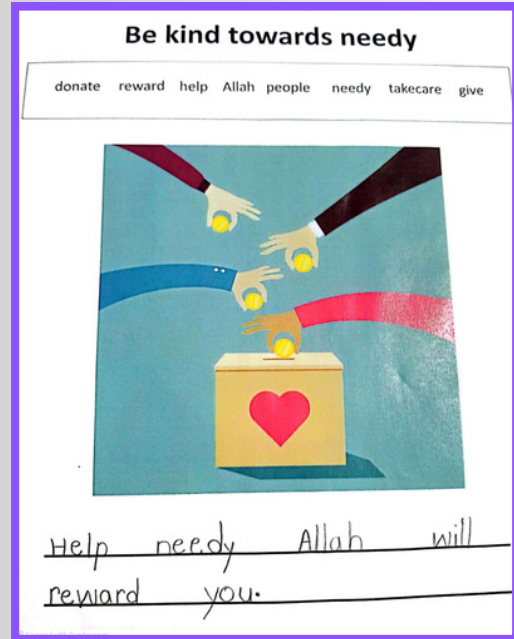 Be kind towards needy
donate reward help Allah people needy takecare give
Help needy Allah will
reward you.